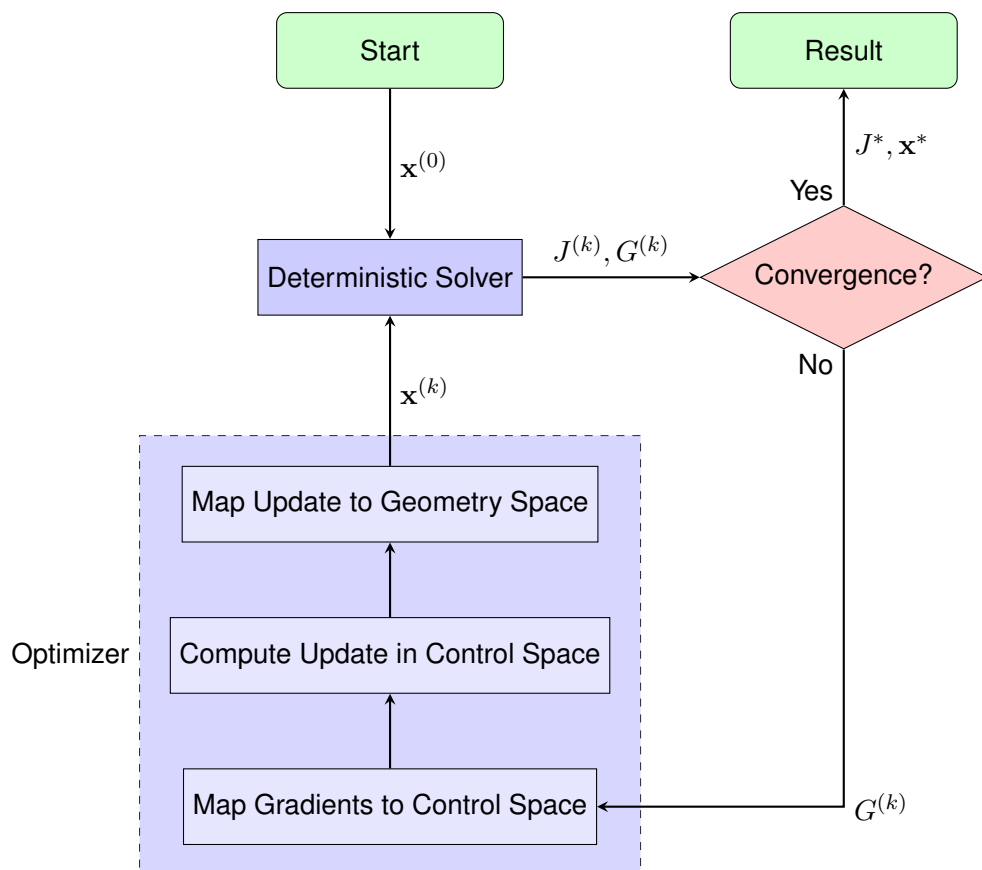 Start
Result
x^(0)
J*, x*
Yes
Deterministic Solver
J^(k), G^(k)
Convergence?
No
x^(k)
Map Update to Geometry Space
Optimizer
Compute Update in Control Space
Map Gradients to Control Space
G^(k)